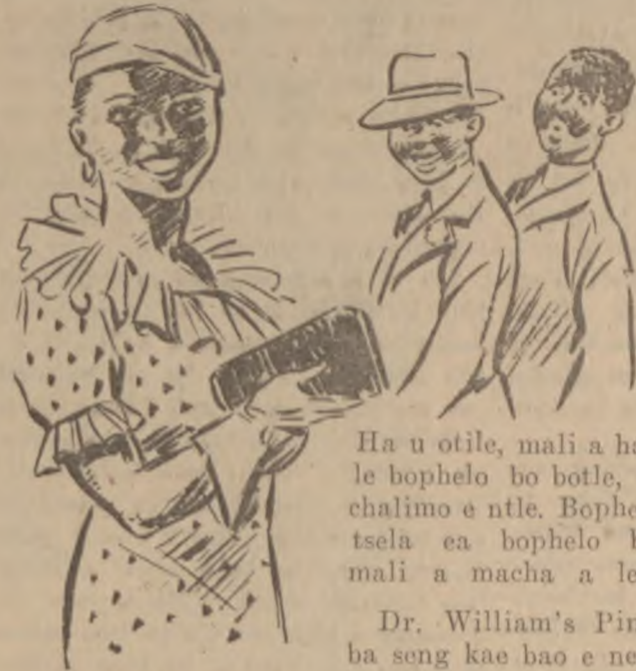 Ha u otile, mali a ha
le bophelo bo botle,
chalimo e ntle. Bophe
tsela ea bophelo b
mali a macha a le
Dr. William's Pin
ba seng kae bao e ne